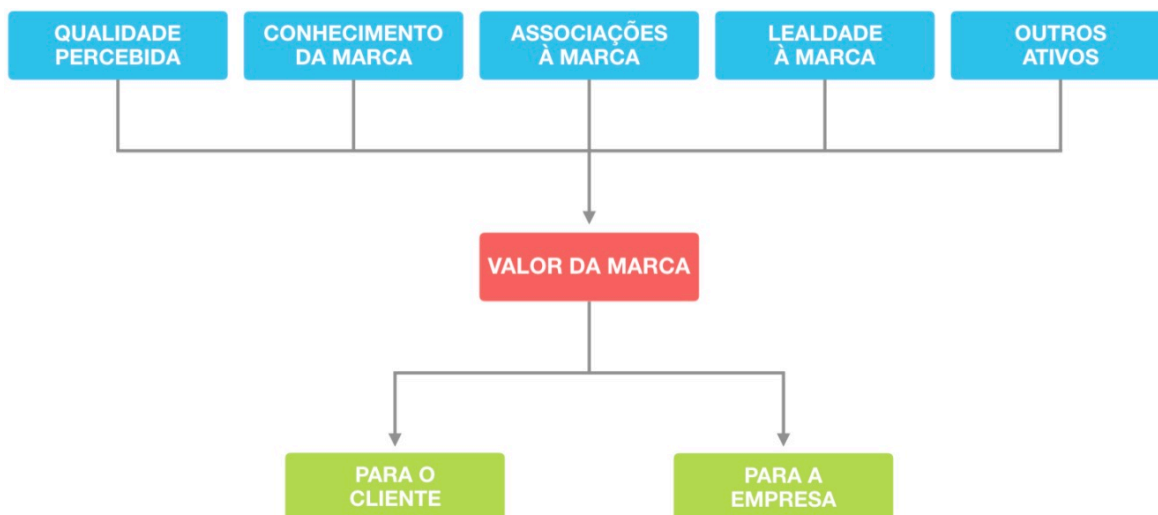 QUALIDADE
PERCEBIDA
CONHECIMENTO
DA MARCA
ASSOCIAÇÕES
À MARCA
LEALDADE
À MARCA
OUTROS
ATIVOS
VALOR DA MARCA
PARA O
CLIENTE
PARA A
EMPRESA